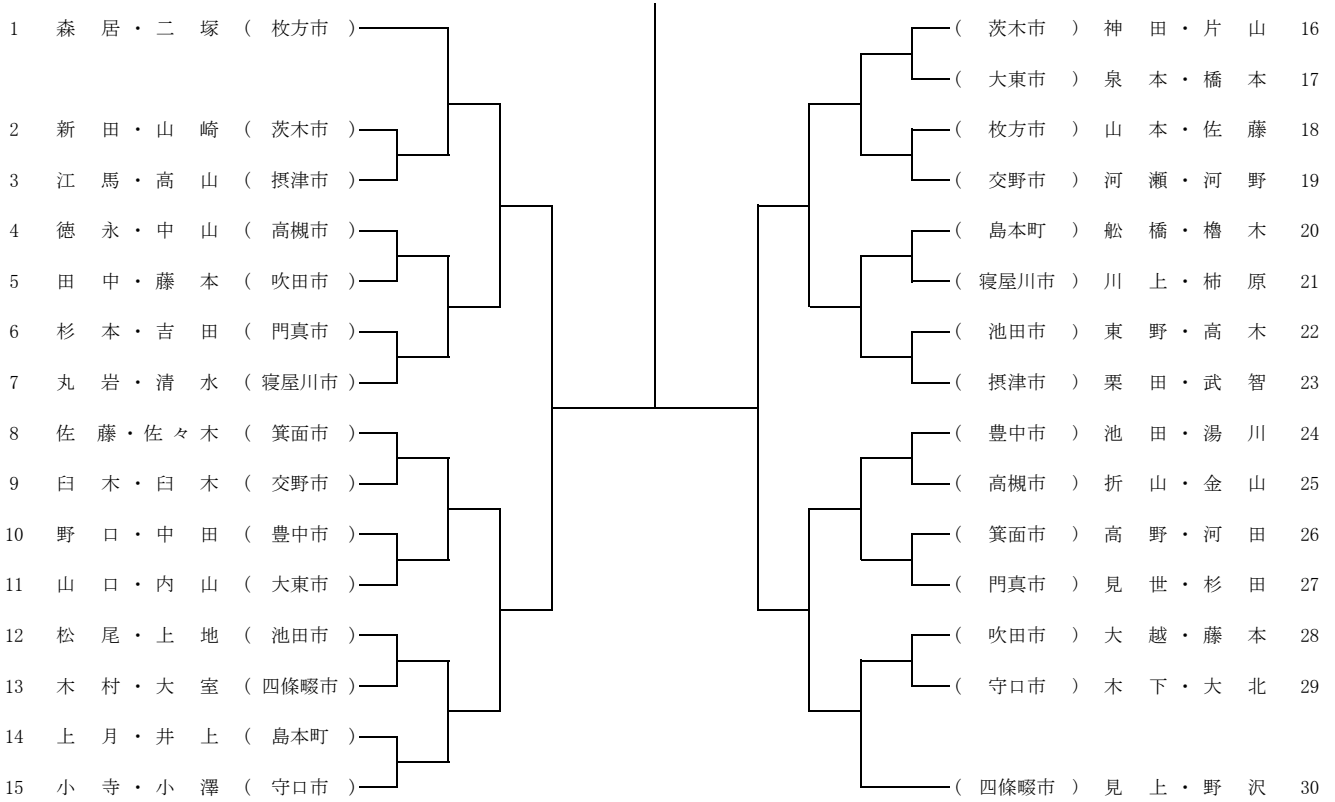 1 森 居・二 塚 ( 枚方市 )
2 新 田・山 崎 ( 茨木市 )
3 江 馬・高 山 ( 摂津市 )
4 徳 永・中 山 ( 高槻市 )
5 田 中・藤 本 ( 吹田市 )
6 杉 本・吉 田 ( 門真市 )
7 丸 岩・清 水 ( 寝屋川市 )
8 佐 藤・佐 々 木 ( 箕面市 )
9 臼 木・臼 木 ( 交野市 )
10 野 口・中 田 ( 豊中市 )
11 山 口・内 山 ( 大東市 )
12 松 尾・上 地 ( 池田市 )
13 木 村・大 室 ( 四條畷市 )
14 上 月・井 上 ( 島本町 )
15 小 寺・小 澤 ( 守口市 )
( 茨木市 ) 神 田・片 山 16
( 大東市 ) 泉 本・橋 本 17
( 枚方市 ) 山 本・佐 藤 18
( 交野市 ) 河 瀬・河 野 19
( 島本町 ) 舩 橋・櫓 木 20
( 寝屋川市 ) 川 上・柿 原 21
( 池田市 ) 東 野・高 木 22
( 摂津市 ) 栗 田・武 智 23
( 豊中市 ) 池 田・湯 川 24
( 高槻市 ) 折 山・金 山 25
( 箕面市 ) 高 野・河 田 26
( 門真市 ) 見 世・杉 田 27
( 吹田市 ) 大 越・藤 本 28
( 守口市 ) 木 下・大 北 29
( 四條畷市 ) 見 上・野 沢 30